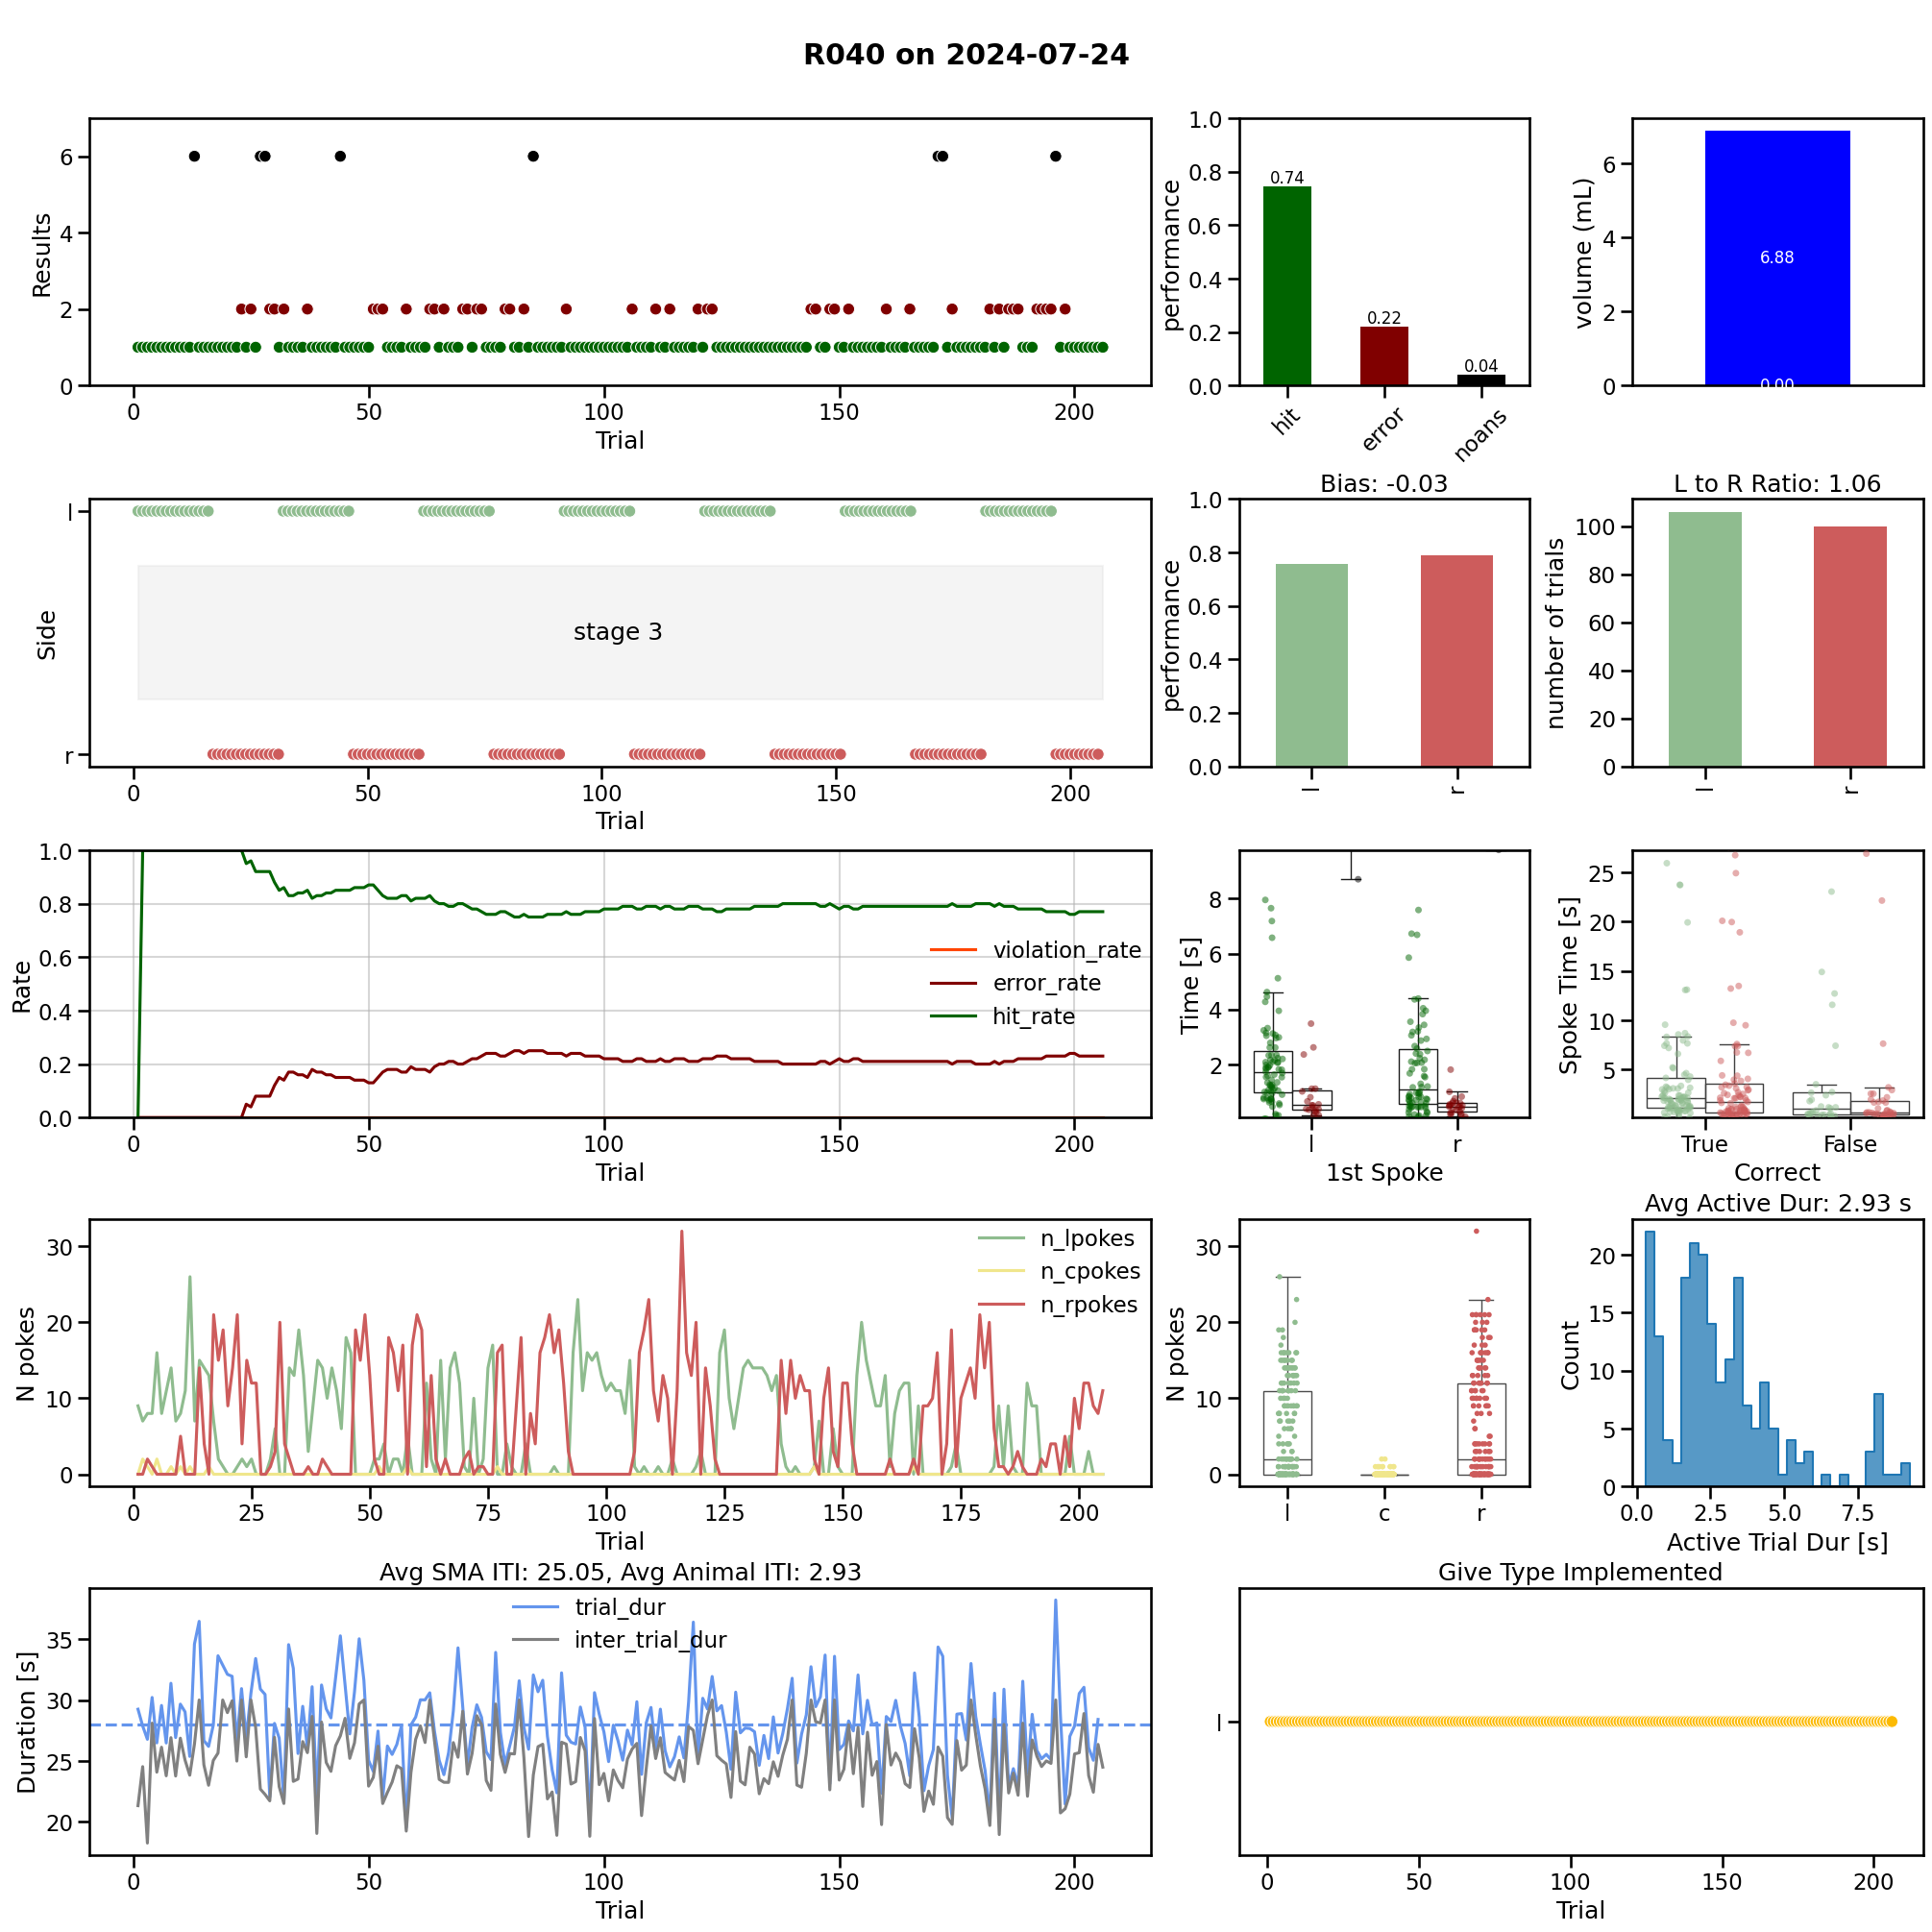 R040 on 2024-07-24
Results
6
4
2
0
0
50
100
150
200
Trial
performance
1.0
0.8
0.6
0.4
0.2
0.0
0.74
0.22
0.04
hit
error
noans
volume (mL)
6
4
2
0
6.88
0.00
Side
l
r
stage 3
0
50
100
150
200
Trial
Bias: -0.03
performance
1.0
0.8
0.6
0.4
0.2
0.0
l
r
L to R Ratio: 1.06
number of trials
100
80
60
40
20
0
l
r
Rate
1.0
0.8
0.6
0.4
0.2
0.0
violation_rate
error_rate
hit_rate
0
50
100
150
200
Trial
Time [s]
8
6
4
2
l
r
1st Spoke
Spoke Time [s]
25
20
15
10
5
True
False
Correct
N pokes
30
20
10
0
n_lpokes
n_cpokes
n_rpokes
0
25
50
75
100
125
150
175
200
Trial
N pokes
30
20
10
0
l
c
r
Avg Active Dur: 2.93 s
Count
20
15
10
5
0
0.0
2.5
5.0
7.5
Active Trial Dur [s]
Avg SMA ITI: 25.05, Avg Animal ITI: 2.93
Duration [s]
35
30
25
20
trial_dur
inter_trial_dur
0
50
100
150
200
Trial
Give Type Implemented
l
0
50
100
150
200
Trial